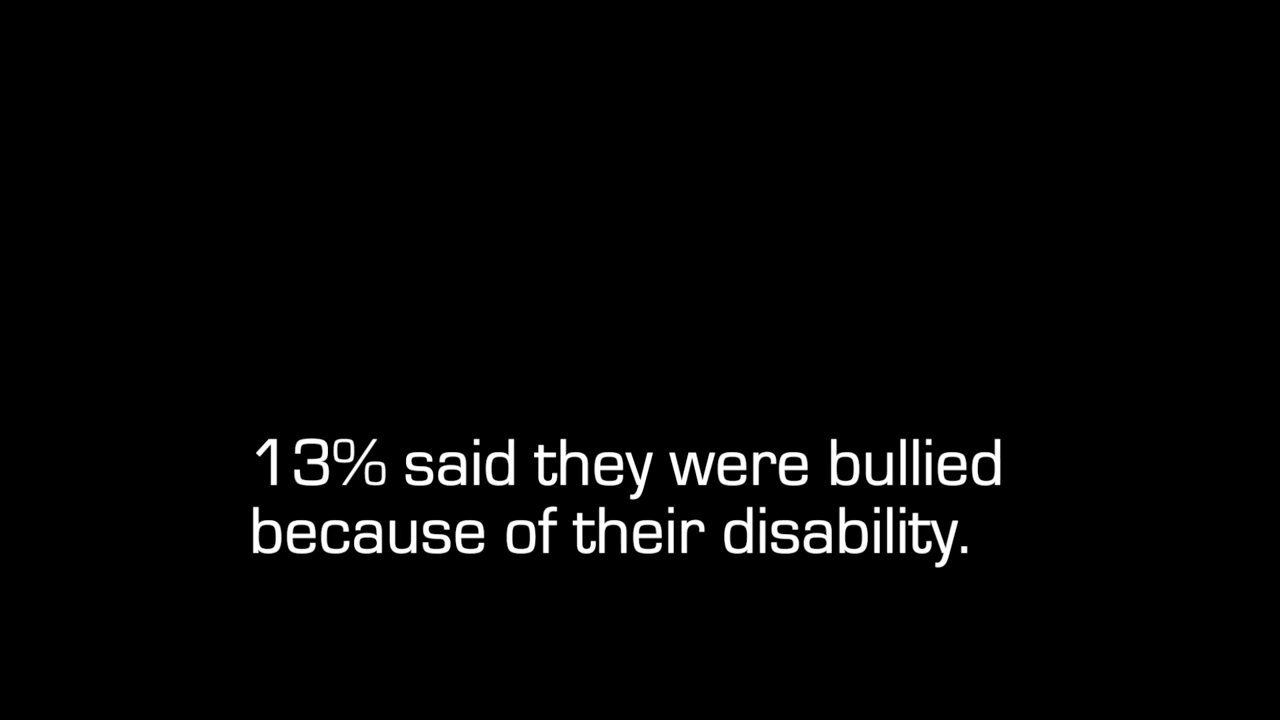 13% said they were bullied
because of their disability.